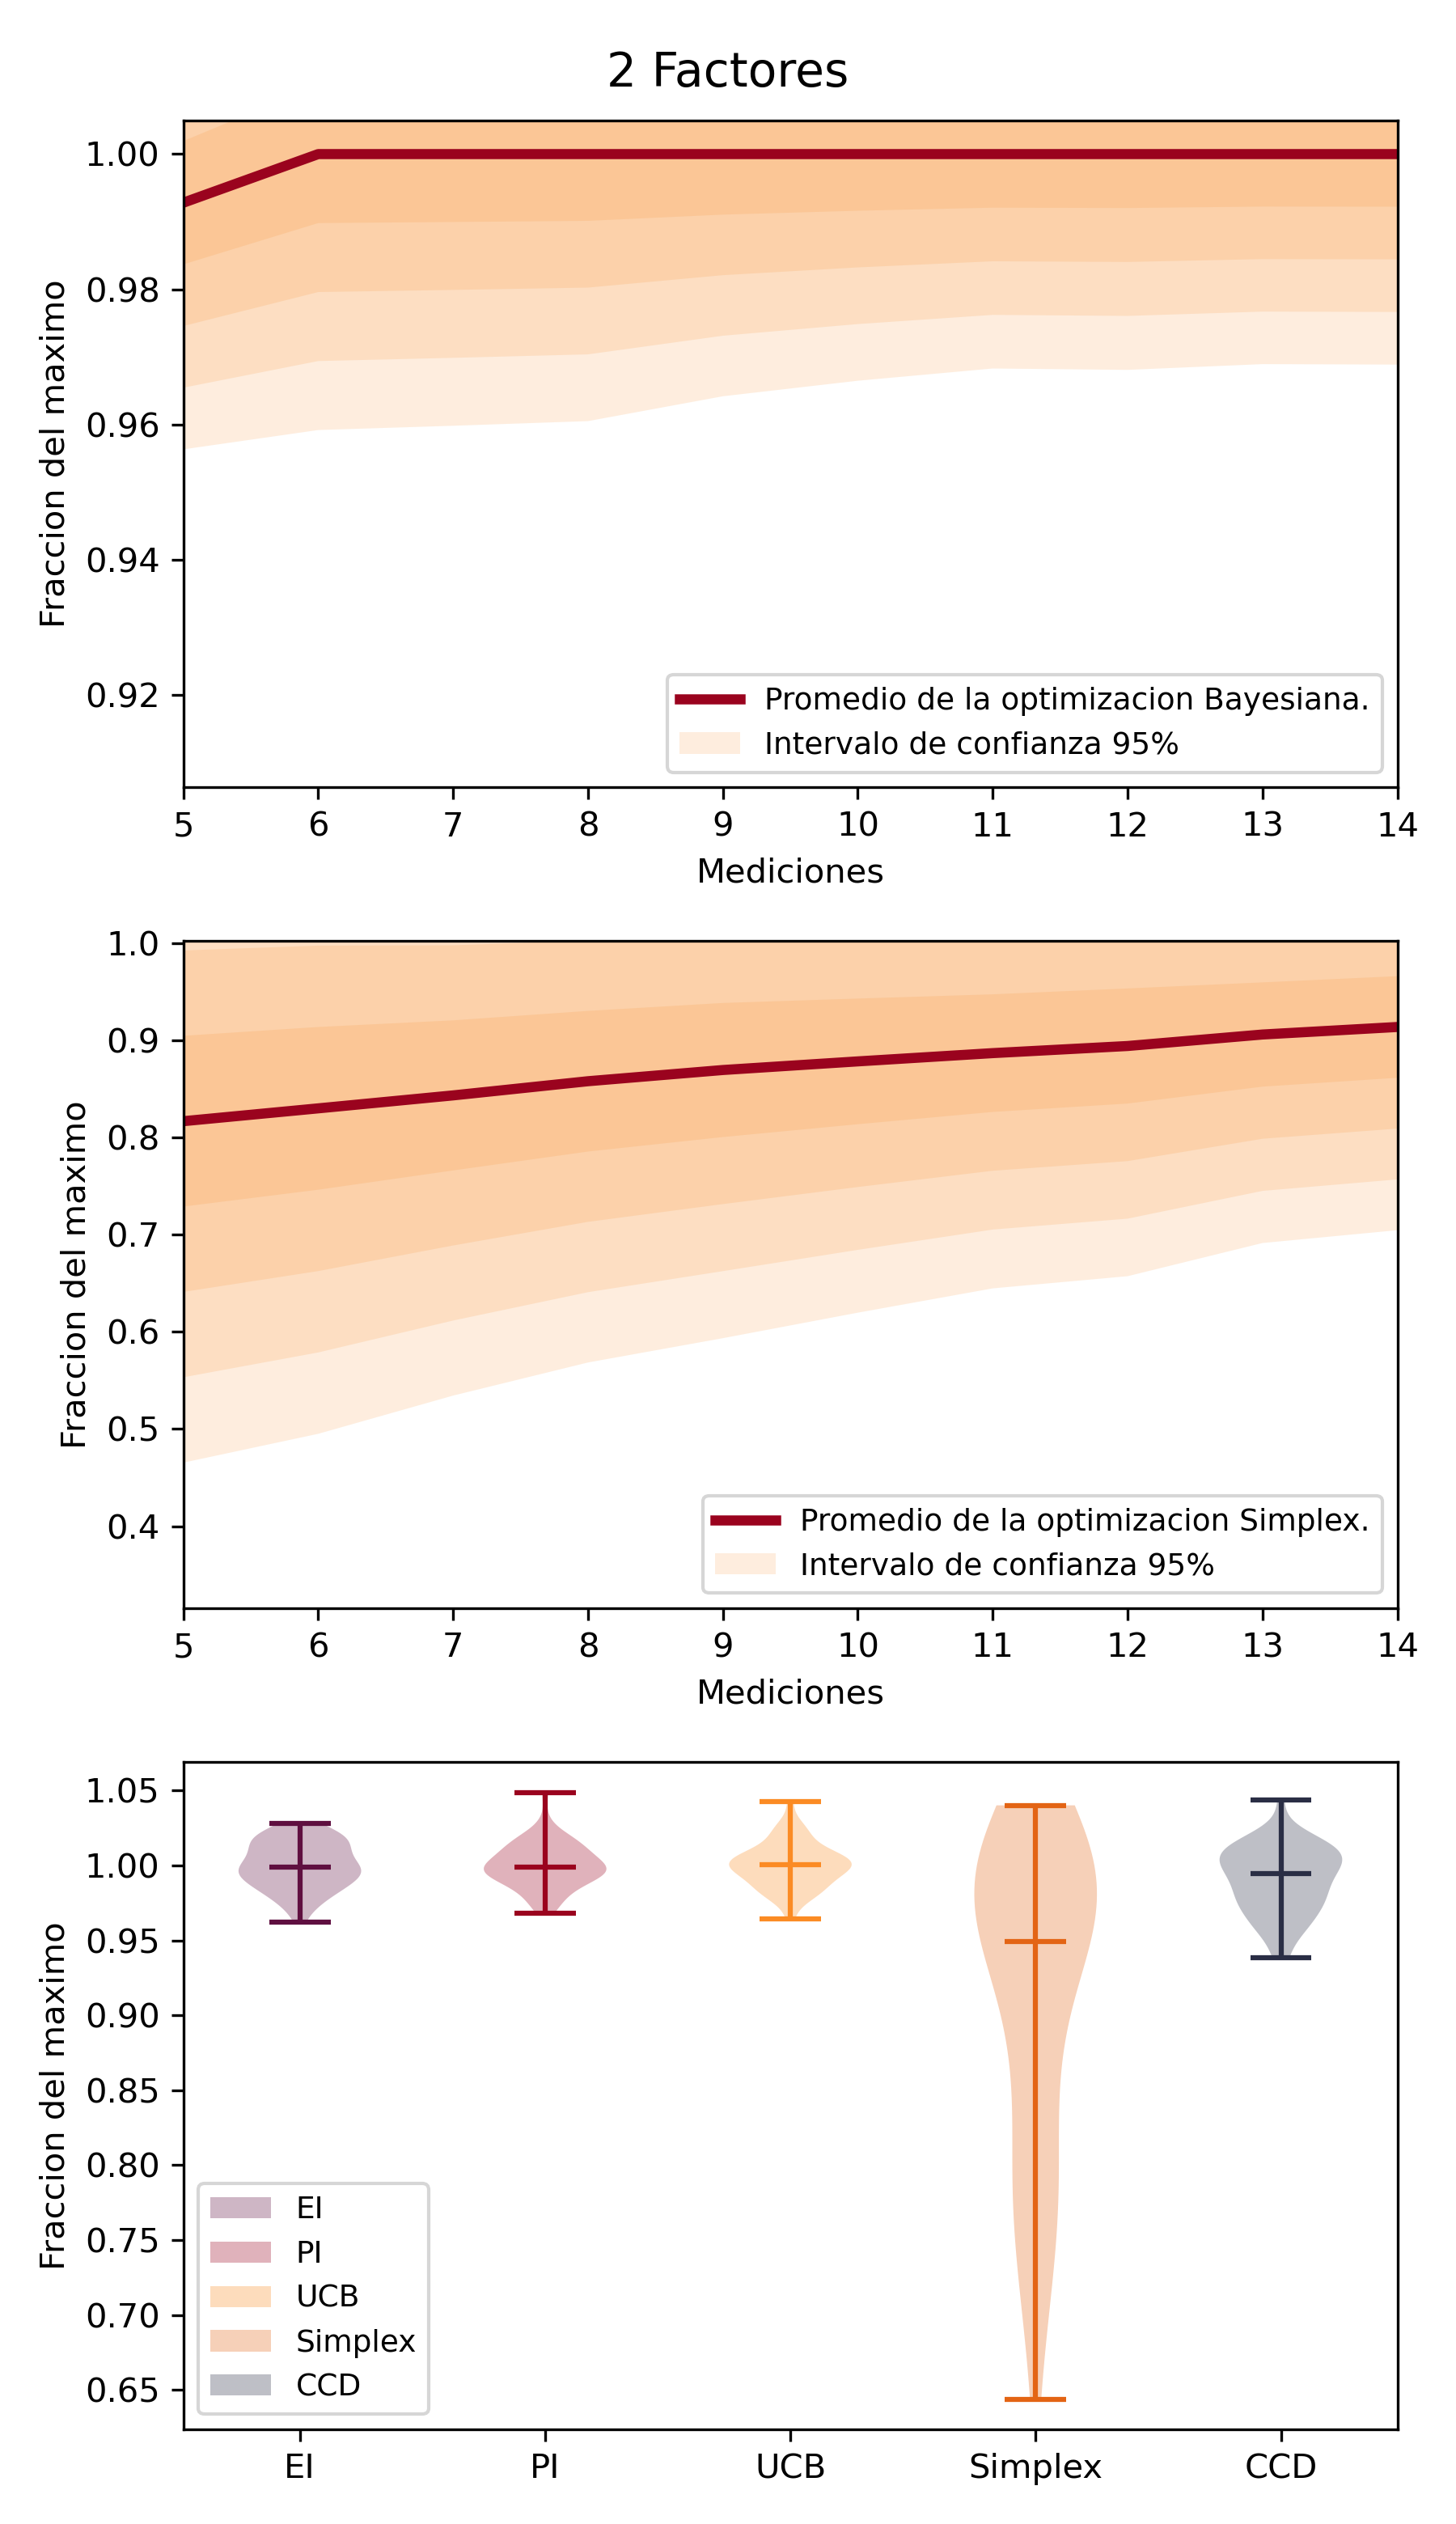 2 Factores
1.00
0.98
0.96
0.94
0.92
Fraccion del maximo
Promedio de la optimizacion Bayesiana.
Intervalo de confianza 95%
5 6 7 8 9 10 11 12 13 14
Mediciones
1.0
0.9
0.8
0.7
0.6
0.5
0.4
Fraccion del maximo
Promedio de la optimizacion Simplex.
Intervalo de confianza 95%
5 6 7 8 9 10 11 12 13 14
Mediciones
1.05
1.00
0.95
0.90
0.85
0.80
0.75
0.70
0.65
Fraccion del maximo
EI
PI
UCB
Simplex
CCD
EI PI UCB Simplex CCD